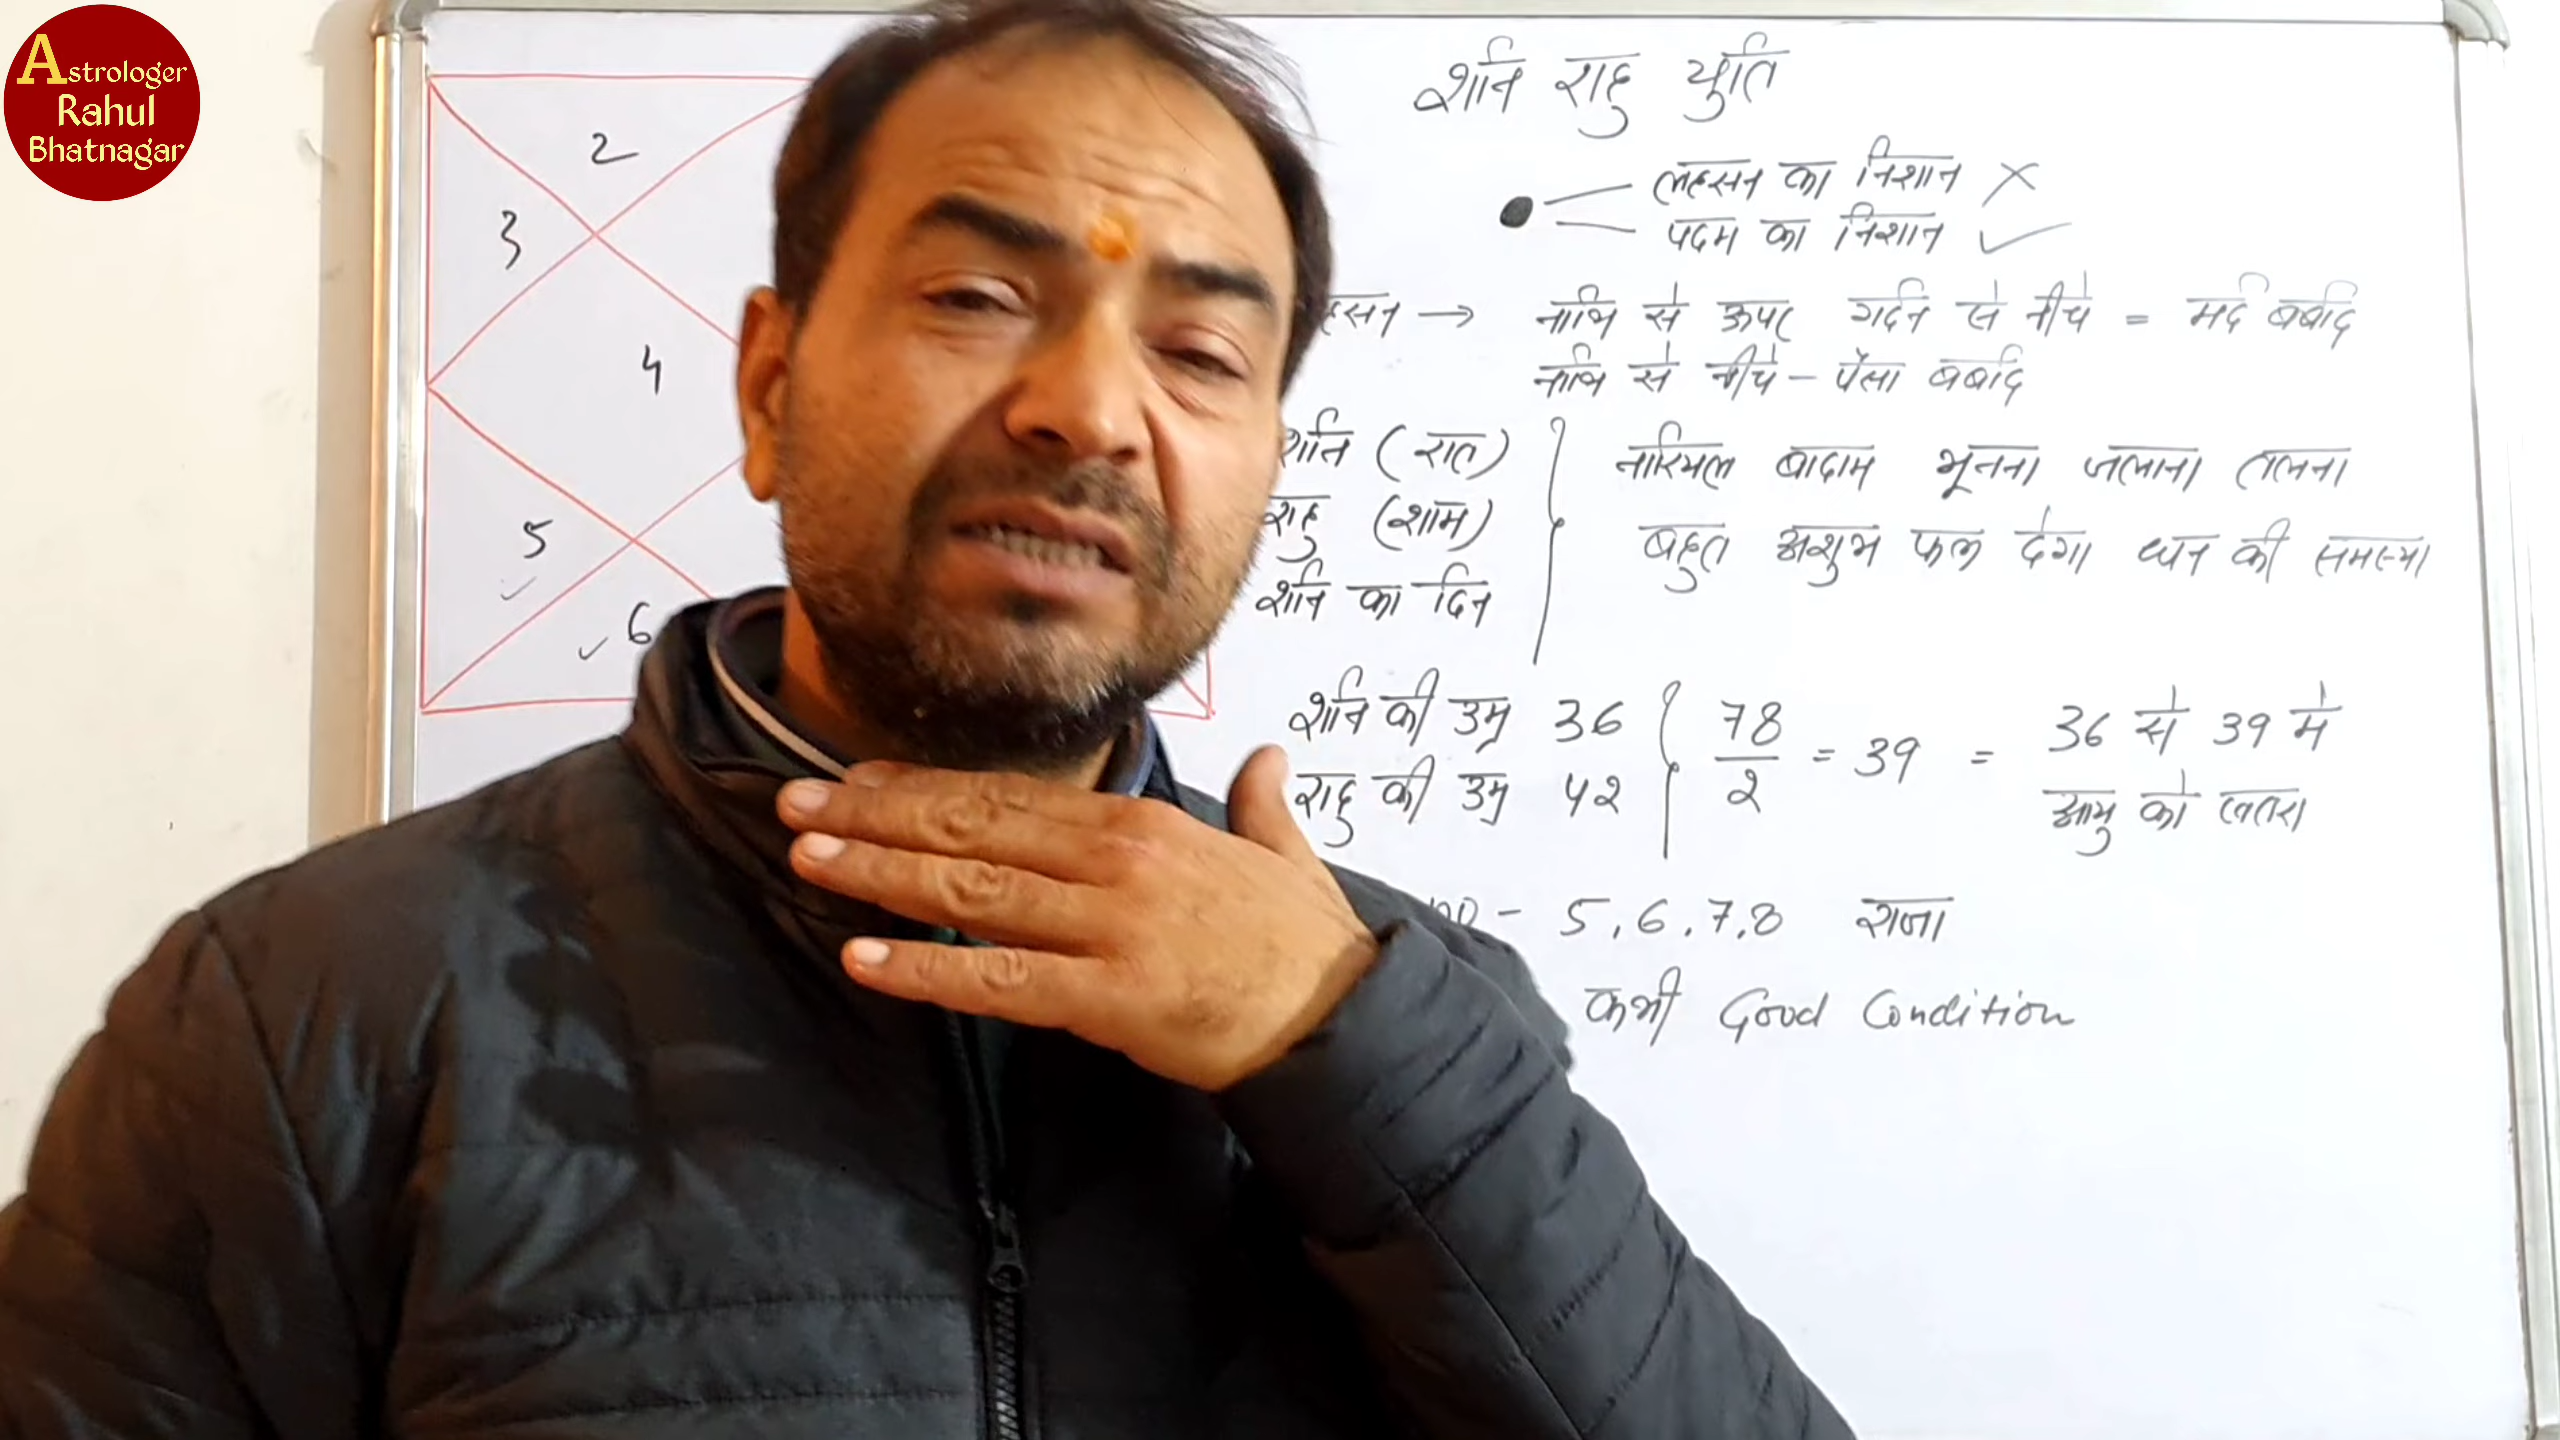 Astrologer
Rahul
Bhatnagar
2
3
4
5
6
शनि राहु युति
लहसन का निशान ×
पदम का निशान ✓
नाभि से ऊपर गर्दन से नीचे = मर्द बर्बाद
नाभि से नीचे - पैसा बर्बाद
शनि (रात)
राहु (शाम)
शनि का दिन
नारियल बादाम भूनना जलाना तलना
बहुत अशुभ फल देगा धन की समस्या
शनि की उम्र 36
राहु की उम्र 42
78/2 = 39 = 36 से 39 मे
आयु को खतरा
5,6,7,8 राजा
कभी Good Condition